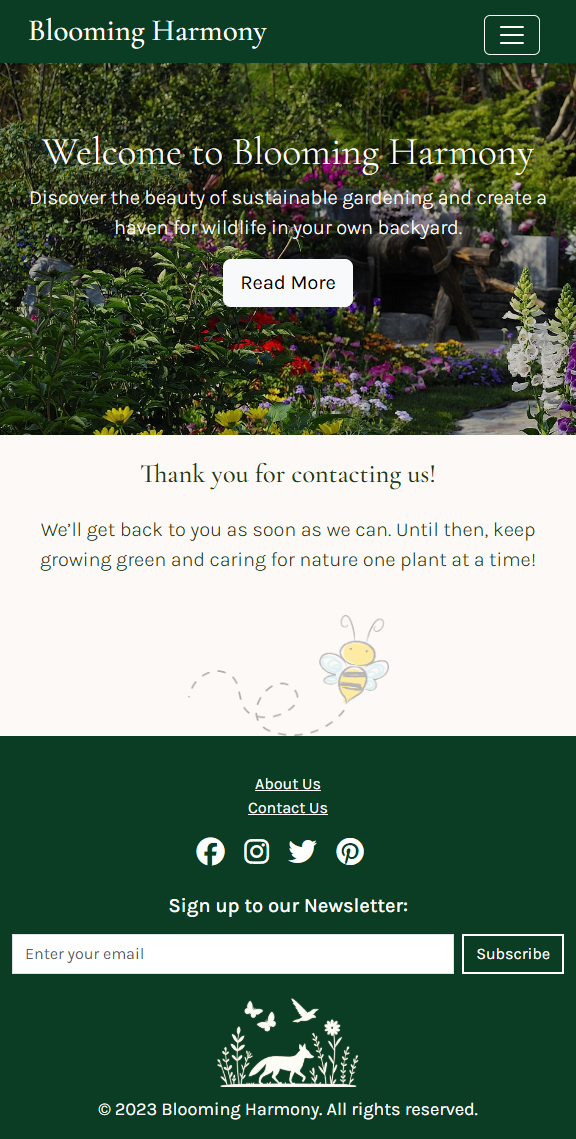 Blooming Harmony
Welcome to Blooming Harmony
Discover the beauty of sustainable gardening and create a
haven for wildlife in your own backyard.
Read More
Thank you for contacting us!
We'll get back to you as soon as we can. Until then, keep
growing green and caring for nature one plant at a time!
About Us
Contact Us
Sign up to our Newsletter:
Enter your email
Subscribe
© 2023 Blooming Harmony. All rights reserved.